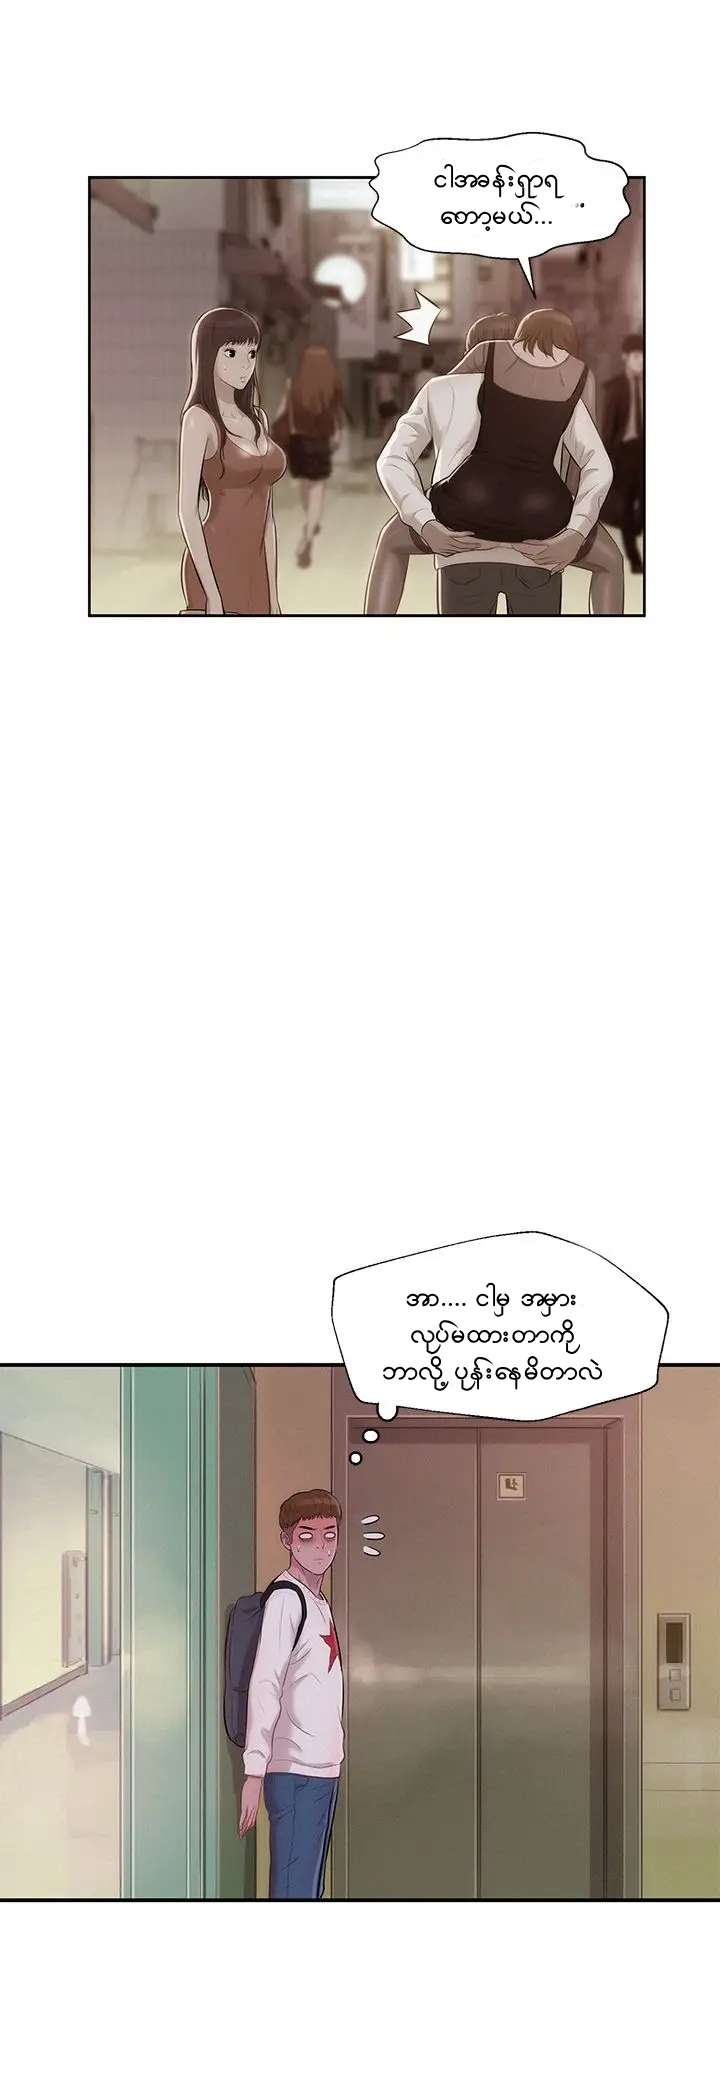 ငါအခန်းရှာရ
တော့မယ်...
အာ.... ငါမှ အမှား
လုပ်မထားတာကို
ဘာလို့ ပုန်းနေမိတာလဲ